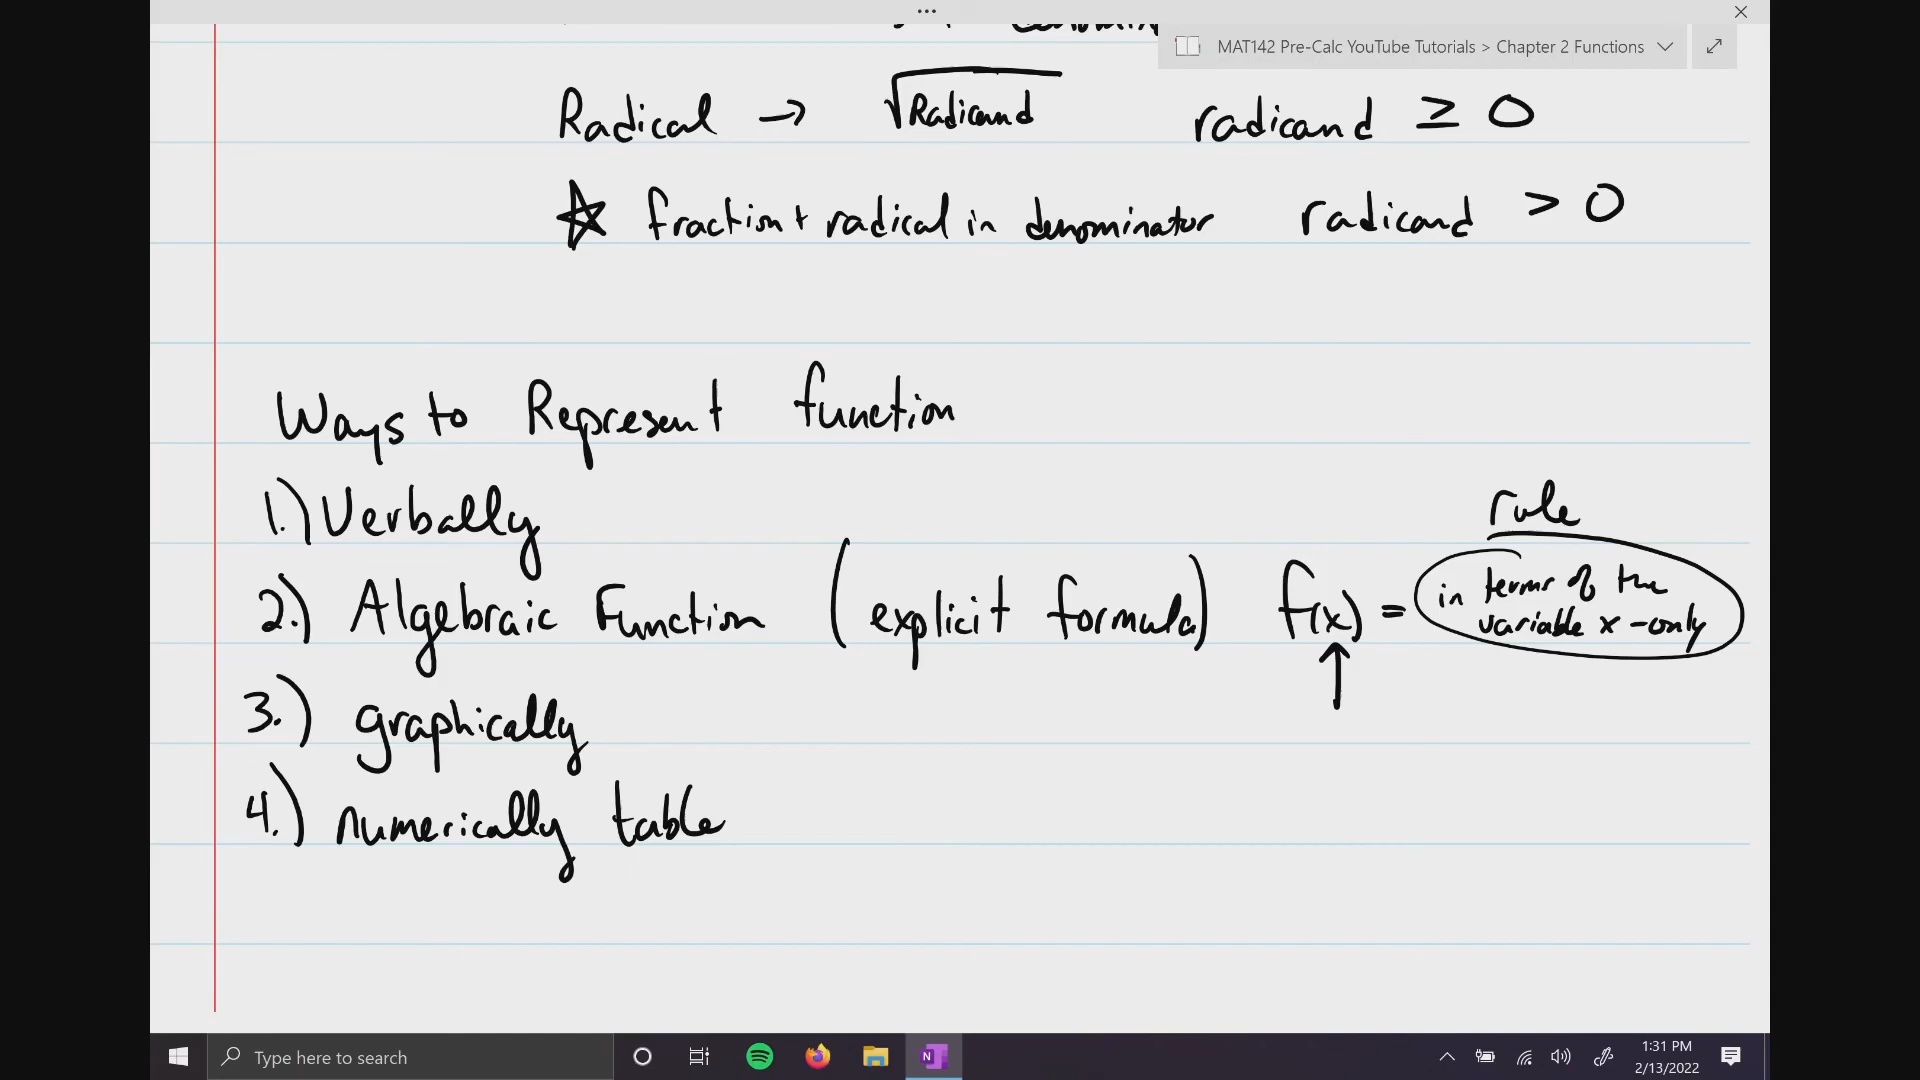 MAT142 Pre-Calc YouTube Tutorials > Chapter 2 Functions
Radical → √Radicand radicand ≥ 0
☆ fraction + radical in denominator radicand > 0
Ways to Represent function
1.) Verbally
rule
2.) Algebraic Function (explicit formula) f(x) = in terms of the variable x - only
3.) graphically
4.) numerically table
Type here to search
N
1:31 PM
2/13/2022